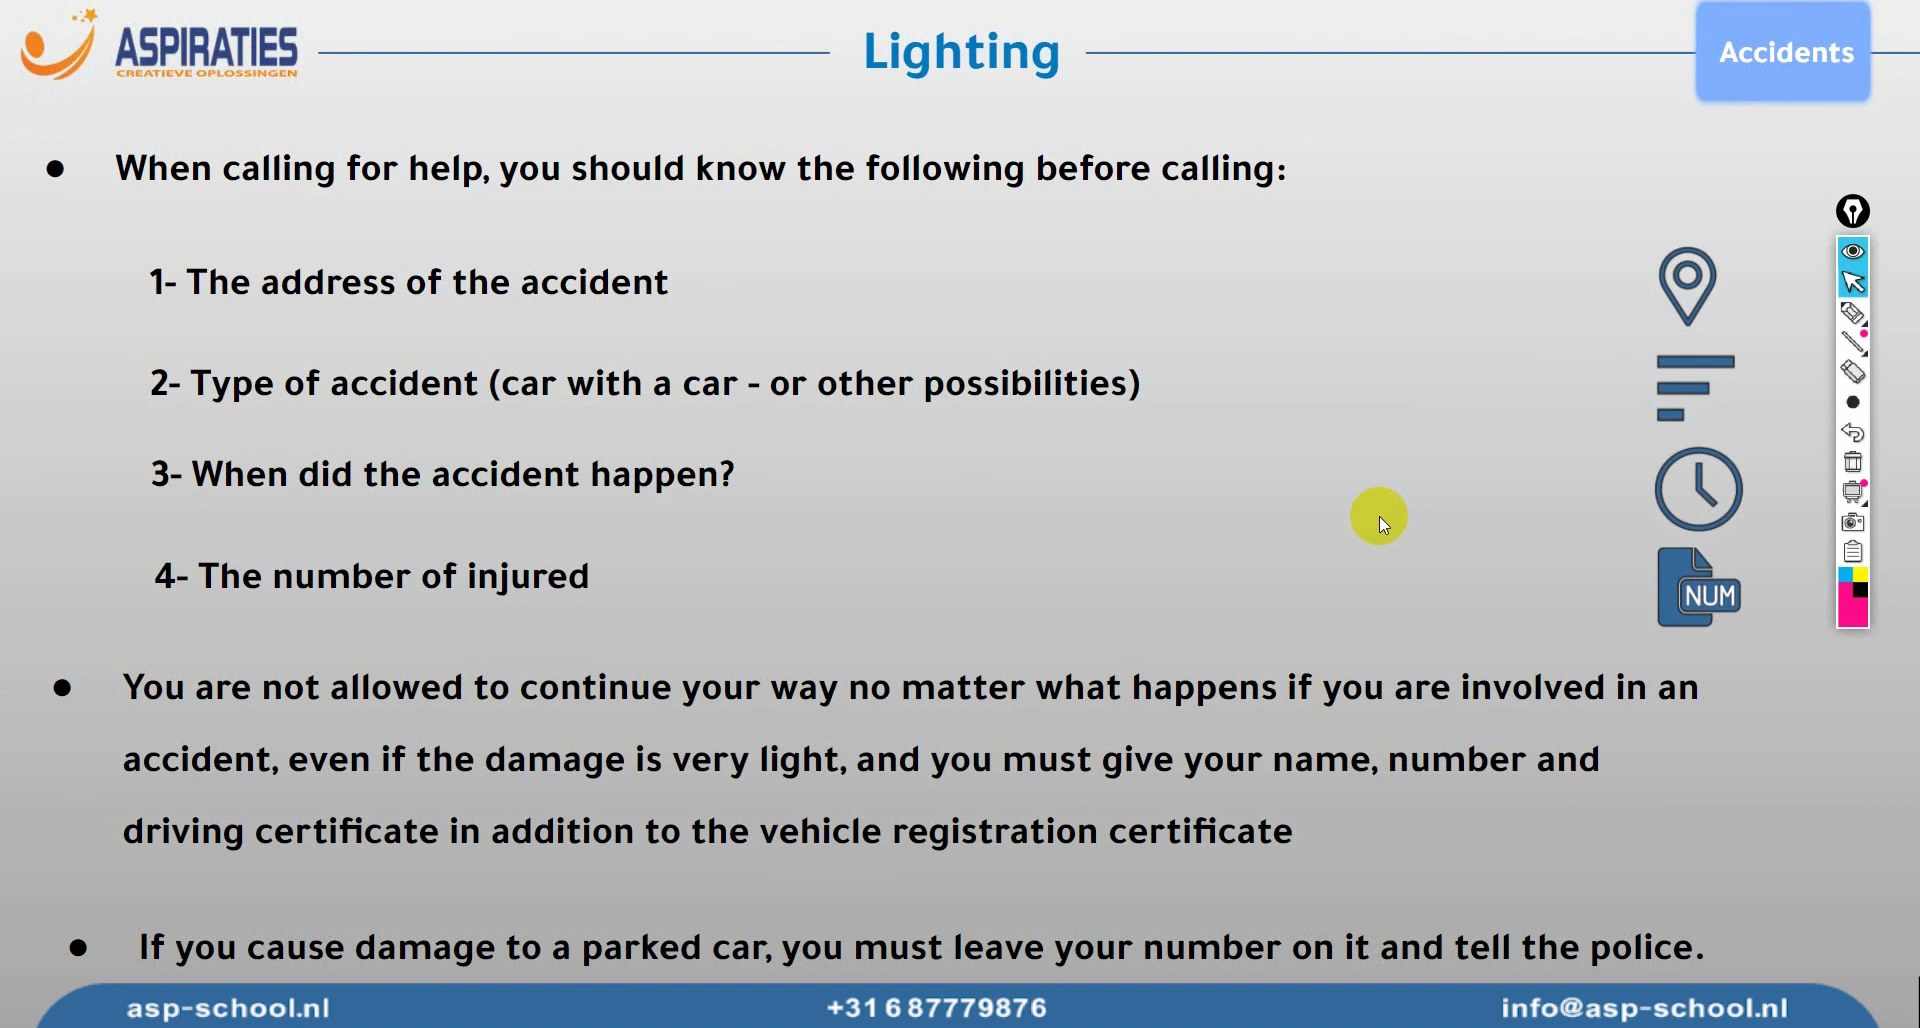 ASPIRATIES
CREATIEVE OPLOSSINGEN
Lighting
Accidents
● When calling for help, you should know the following before calling:
1- The address of the accident
2- Type of accident (car with a car - or other possibilities)
3- When did the accident happen?
4- The number of injured
NUM
● You are not allowed to continue your way no matter what happens if you are involved in an
accident, even if the damage is very light, and you must give your name, number and
driving certificate in addition to the vehicle registration certificate
● If you cause damage to a parked car, you must leave your number on it and tell the police.
asp-school.nl
+31 6 87779876
info@asp-school.nl